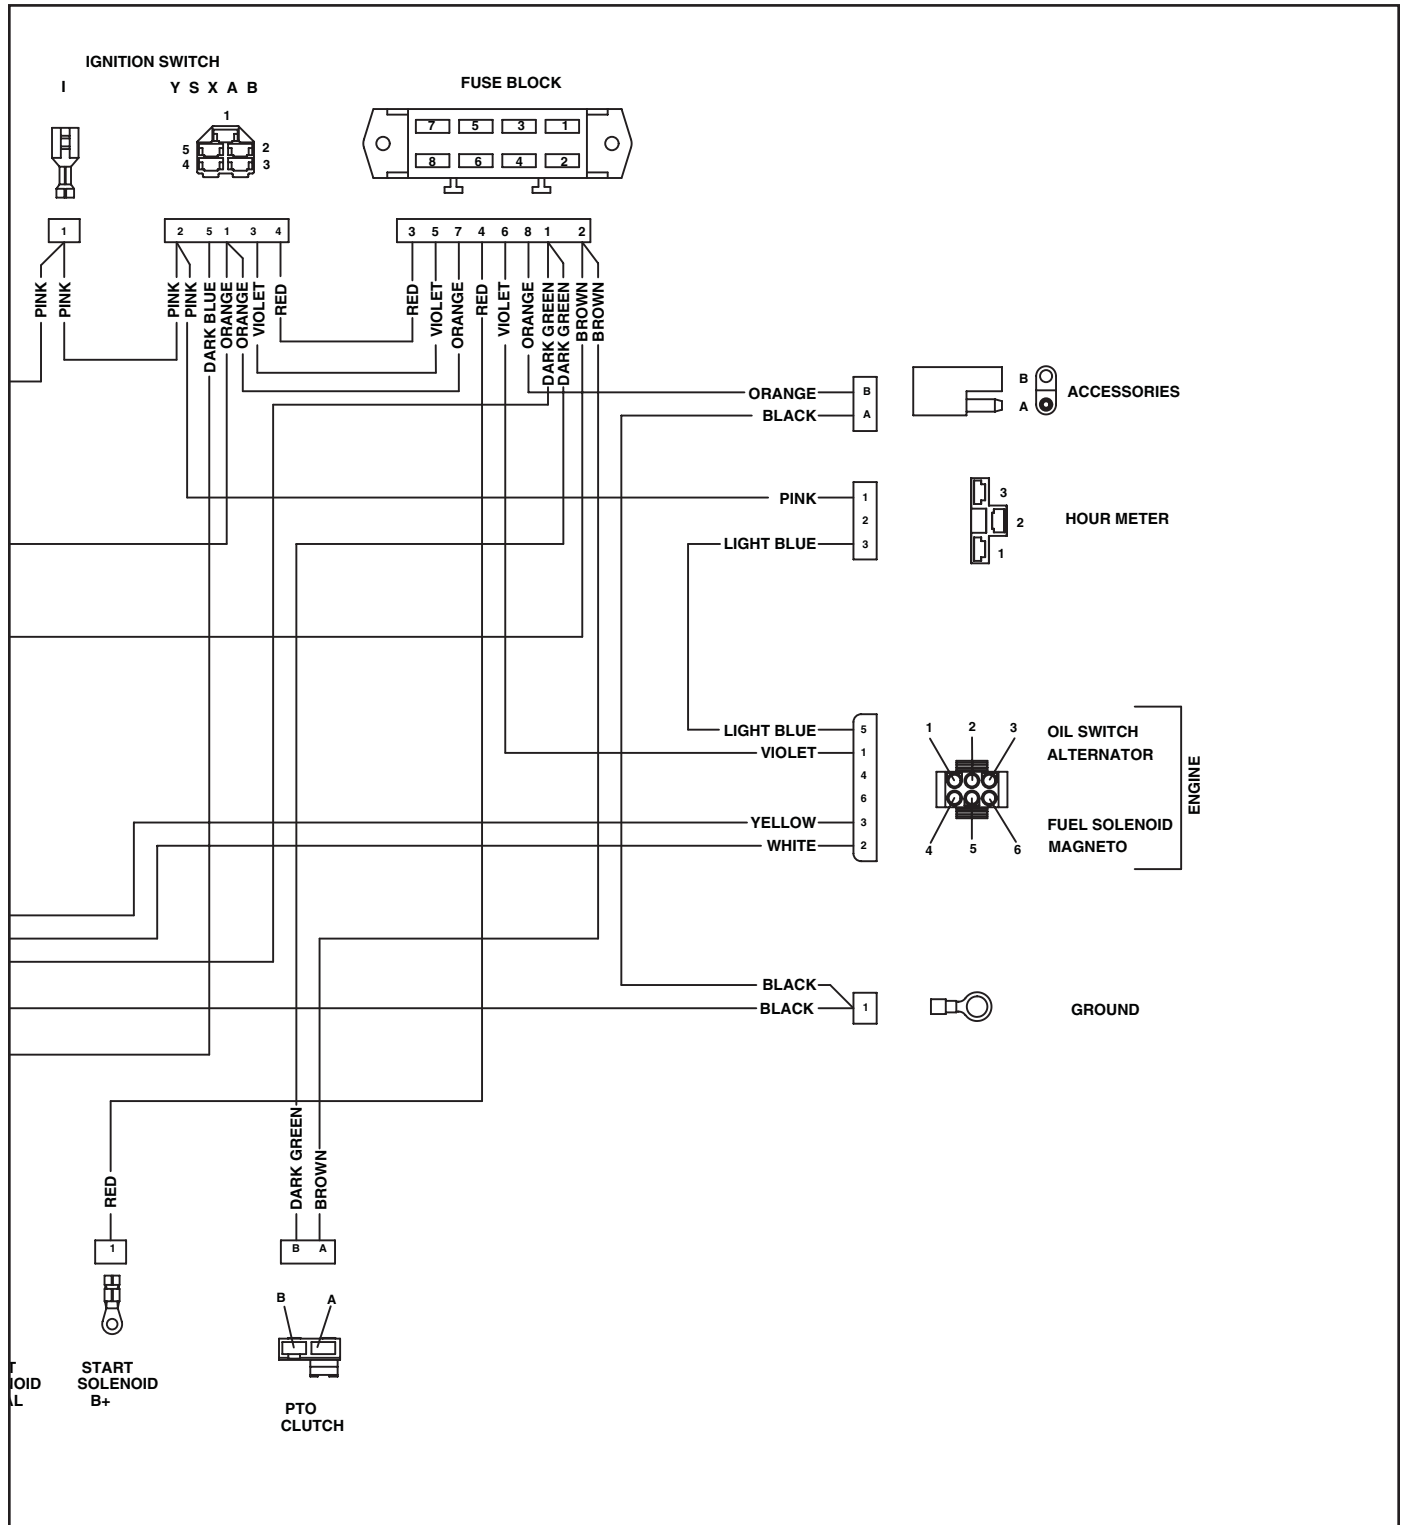 IGNITION SWITCH
I
Y S X A B
FUSE BLOCK
1
5
2
4
3
7
5
3
1
8
6
4
2
1
2 5 1 3 4
3 5 7 4 6 8 1 2
PINK
PINK
PINK
PINK
DARK BLUE
ORANGE
ORANGE
VIOLET
RED
RED
VIOLET
ORANGE
RED
VIOLET
ORANGE
DARK GREEN
DARK GREEN
BROWN
BROWN
ORANGE
B
B
ACCESSORIES
BLACK
A
A
PINK
1
3
2
2
HOUR METER
LIGHT BLUE
3
1
LIGHT BLUE
5
1
2
3
OIL SWITCH
VIOLET
1
ALTERNATOR
4
6
ENGINE
YELLOW
3
FUEL SOLENOID
WHITE
2
4
5
6
MAGNETO
BLACK
BLACK
1
GROUND
RED
DARK GREEN
BROWN
1
B A
B
A
T
START
IOID
SOLENOID
AL
B+
PTO
CLUTCH